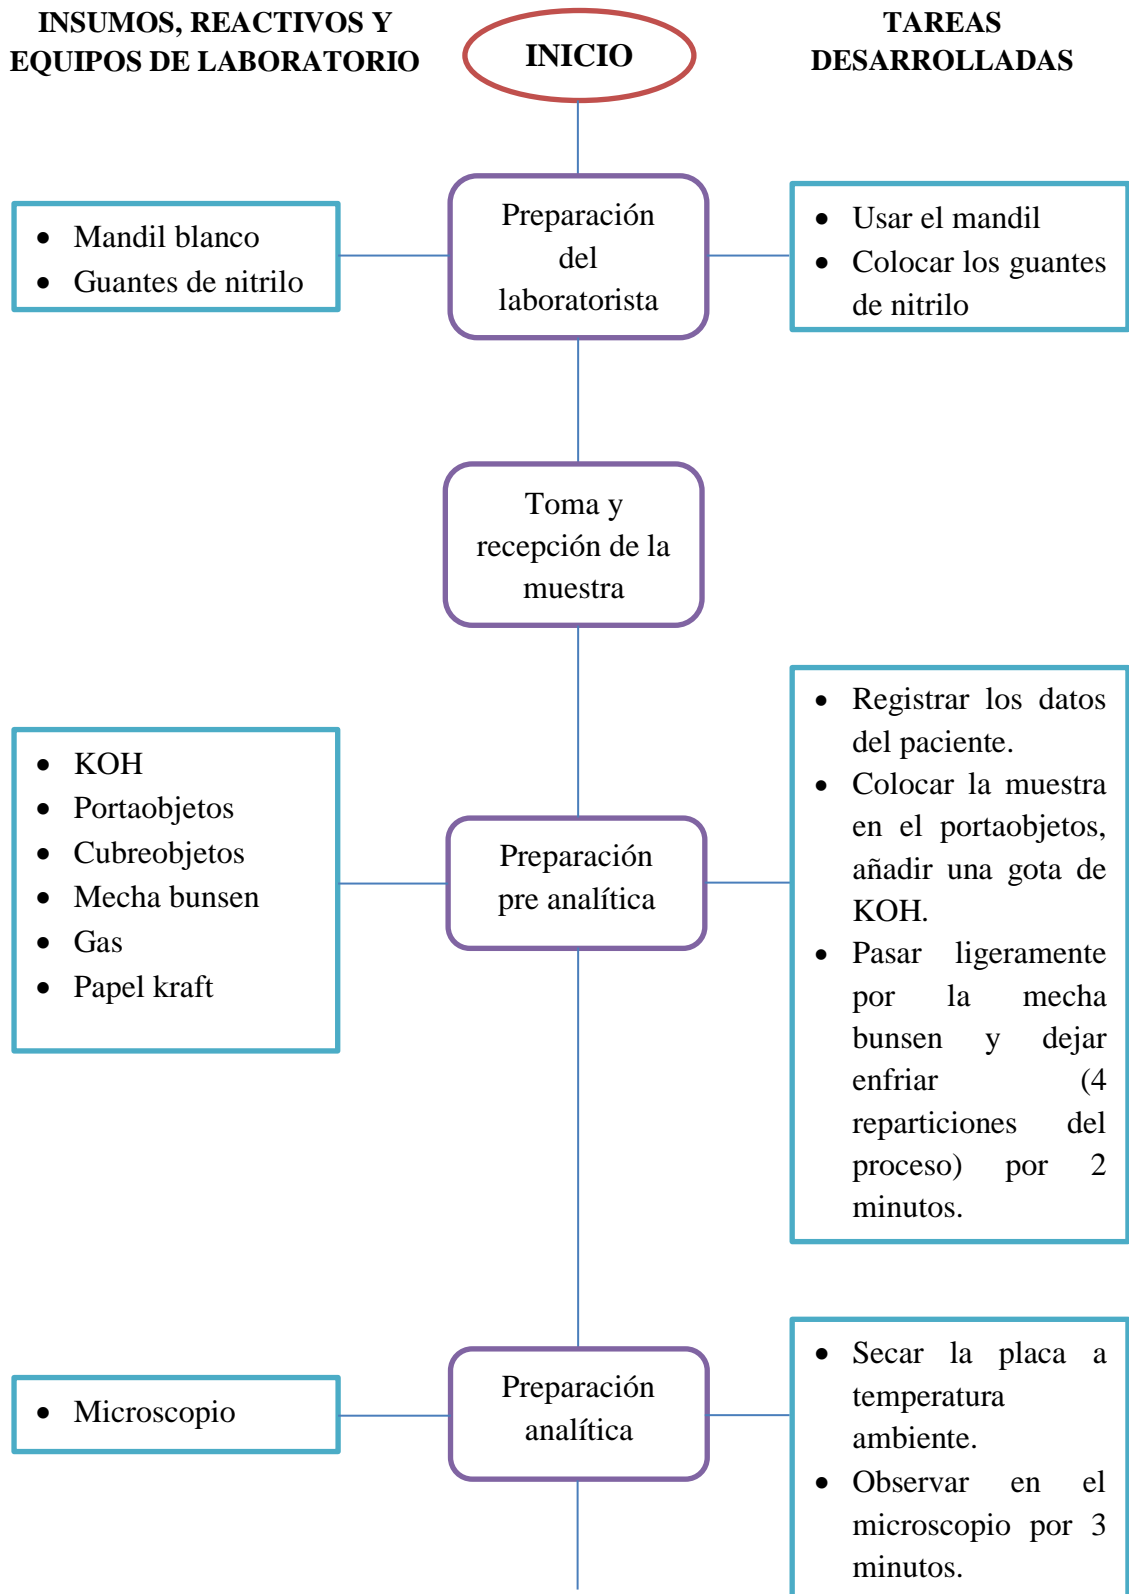 INSUMOS, REACTIVOS Y
EQUIPOS DE LABORATORIO
INICIO
TAREAS
DESARROLLADAS
• Mandil blanco
• Guantes de nitrilo
Preparación
del
laboratorista
• Usar el mandil
• Colocar los guantes
de nitrilo
Toma y
recepción de la
muestra
• KOH
• Portaobjetos
• Cubreobjetos
• Mecha bunsen
• Gas
• Papel kraft
Preparación
pre analítica
• Registrar los datos
del paciente.
• Colocar la muestra
en el portaobjetos,
añadir una gota de
KOH.
• Pasar ligeramente
por la mecha
bunsen y dejar
enfriar (4
reparticiones del
proceso) por 2
minutos.
• Microscopio
Preparación
analítica
• Secar la placa a
temperatura
ambiente.
• Observar en el
microscopio por 3
minutos.